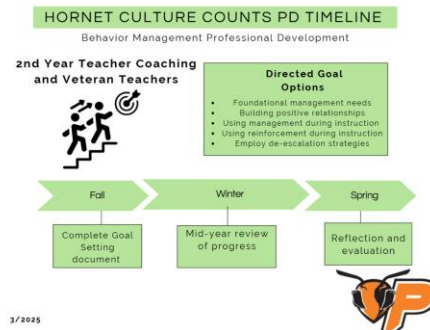 HORNET CULTURE COUNTS PD TIMELINE
Behavior Management Professional Development
2nd Year Teacher Coaching
and Veteran Teachers
Directed Goal
Options
• Foundational management needs
• Building positive relationships
• Using management during instruction
• Using reinforcement during instruction
• Employ de-escalation strategies
Fall
Winter
Spring
Complete Goal
Setting
document
Mid-year review
of progress
Reflection and
evaluation
P
3/2025